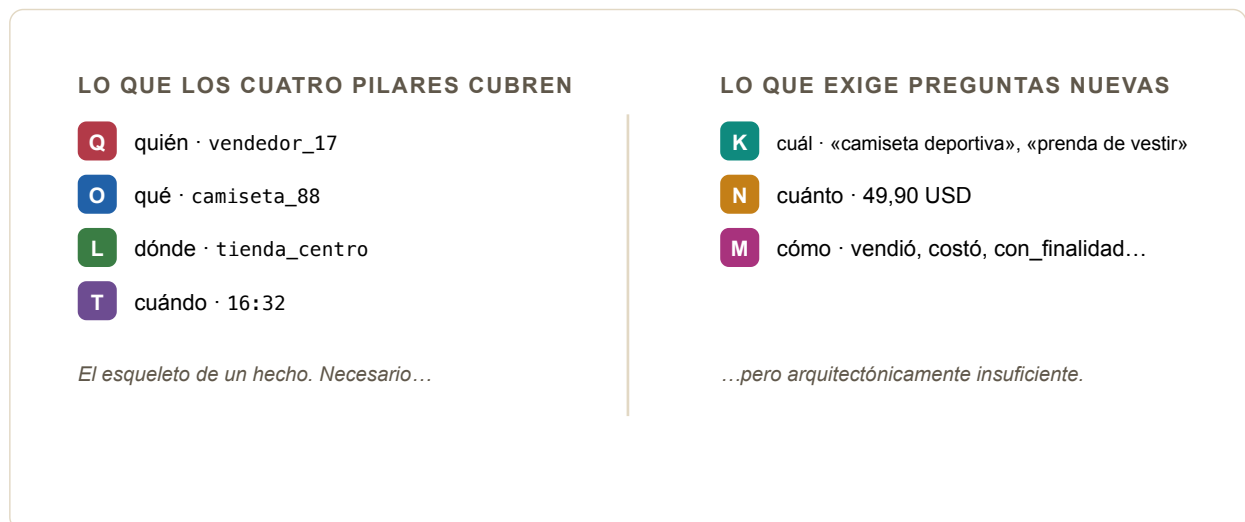 LO QUE LOS CUATRO PILARES CUBREN
Q quién · vendedor_17
O qué · camiseta_88
L dónde · tienda_centro
T cuándo · 16:32
El esqueleto de un hecho. Necesario…
LO QUE EXIGE PREGUNTAS NUEVAS
K cuál · «camiseta deportiva», «prenda de vestir»
N cuánto · 49,90 USD
M cómo · vendió, costó, con_finalidad…
…pero arquitectónicamente insuficiente.